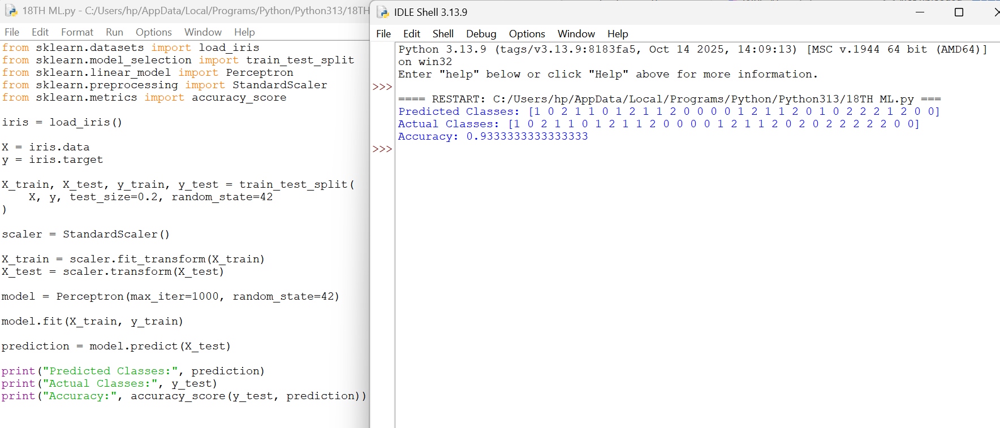 18TH ML.py - C:/Users/hp/AppData/Local/Programs/Python/Python313/18TH
File Edit Format Run Options Window Help
from sklearn.datasets import load_iris
from sklearn.model_selection import train_test_split
from sklearn.linear_model import Perceptron
from sklearn.preprocessing import StandardScaler
from sklearn.metrics import accuracy_score
iris = load_iris()
X = iris.data
y = iris.target
X_train, X_test, y_train, y_test = train_test_split(
    X, y, test_size=0.2, random_state=42
)
scaler = StandardScaler()
X_train = scaler.fit_transform(X_train)
X_test = scaler.transform(X_test)
model = Perceptron(max_iter=1000, random_state=42)
model.fit(X_train, y_train)
prediction = model.predict(X_test)
print("Predicted Classes:", prediction)
print("Actual Classes:", y_test)
print("Accuracy:", accuracy_score(y_test, prediction))
IDLE Shell 3.13.9
File Edit Shell Debug Options Window Help
Python 3.13.9 (tags/v3.13.9:8183fa5, Oct 14 2025, 14:09:13) [MSC v.1944 64 bit (AMD64)]
on win32
Enter "help" below or click "Help" above for more information.
>>>
==== RESTART: C:/Users/hp/AppData/Local/Programs/Python/Python313/18TH ML.py ===
Predicted Classes: [1 0 2 1 1 0 1 2 1 1 2 0 0 0 0 1 2 1 1 2 0 1 0 2 2 2 1 2 0 0]
Actual Classes: [1 0 2 1 1 0 1 2 1 1 2 0 0 0 0 1 2 1 1 2 0 2 0 2 2 2 2 2 0 0]
Accuracy: 0.9333333333333333
>>>